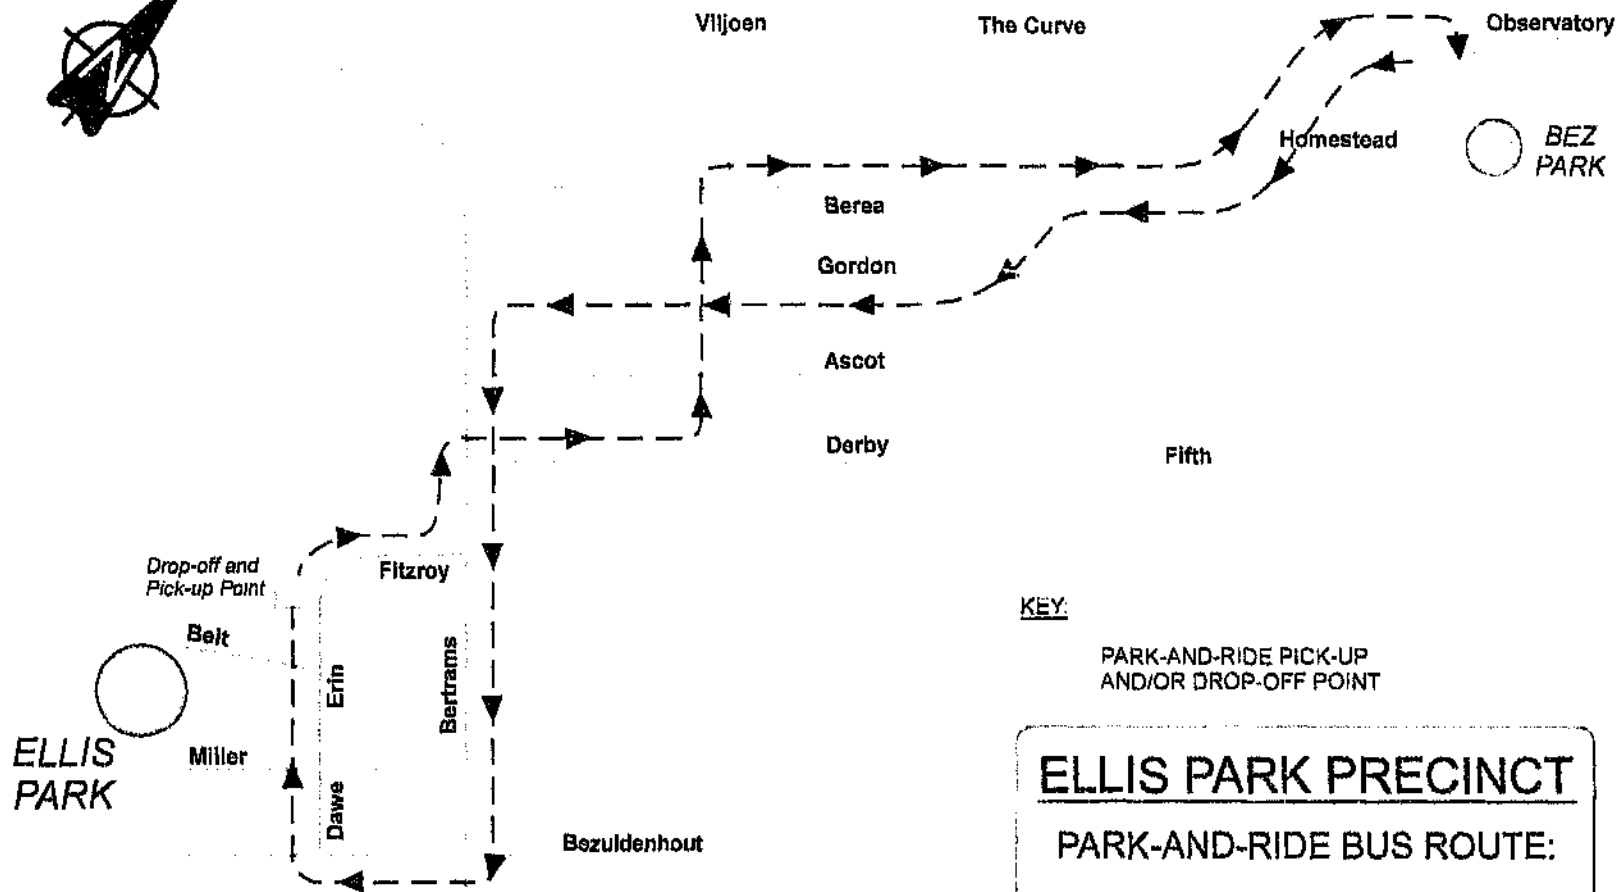 Viljoen
The Curve
Observatory
Homestead
BEZ
PARK
Berea
Gordon
Ascot
Derby
Fifth
Drop-off and
Pick-up Point
Fitzroy
Beit
Erin
Bertrams
ELLIS
PARK
Miller
Dawe
Bezuidenhout
KEY:
PARK-AND-RIDE PICK-UP
AND/OR DROP-OFF POINT
ELLIS PARK PRECINCT
PARK-AND-RIDE BUS ROUTE: